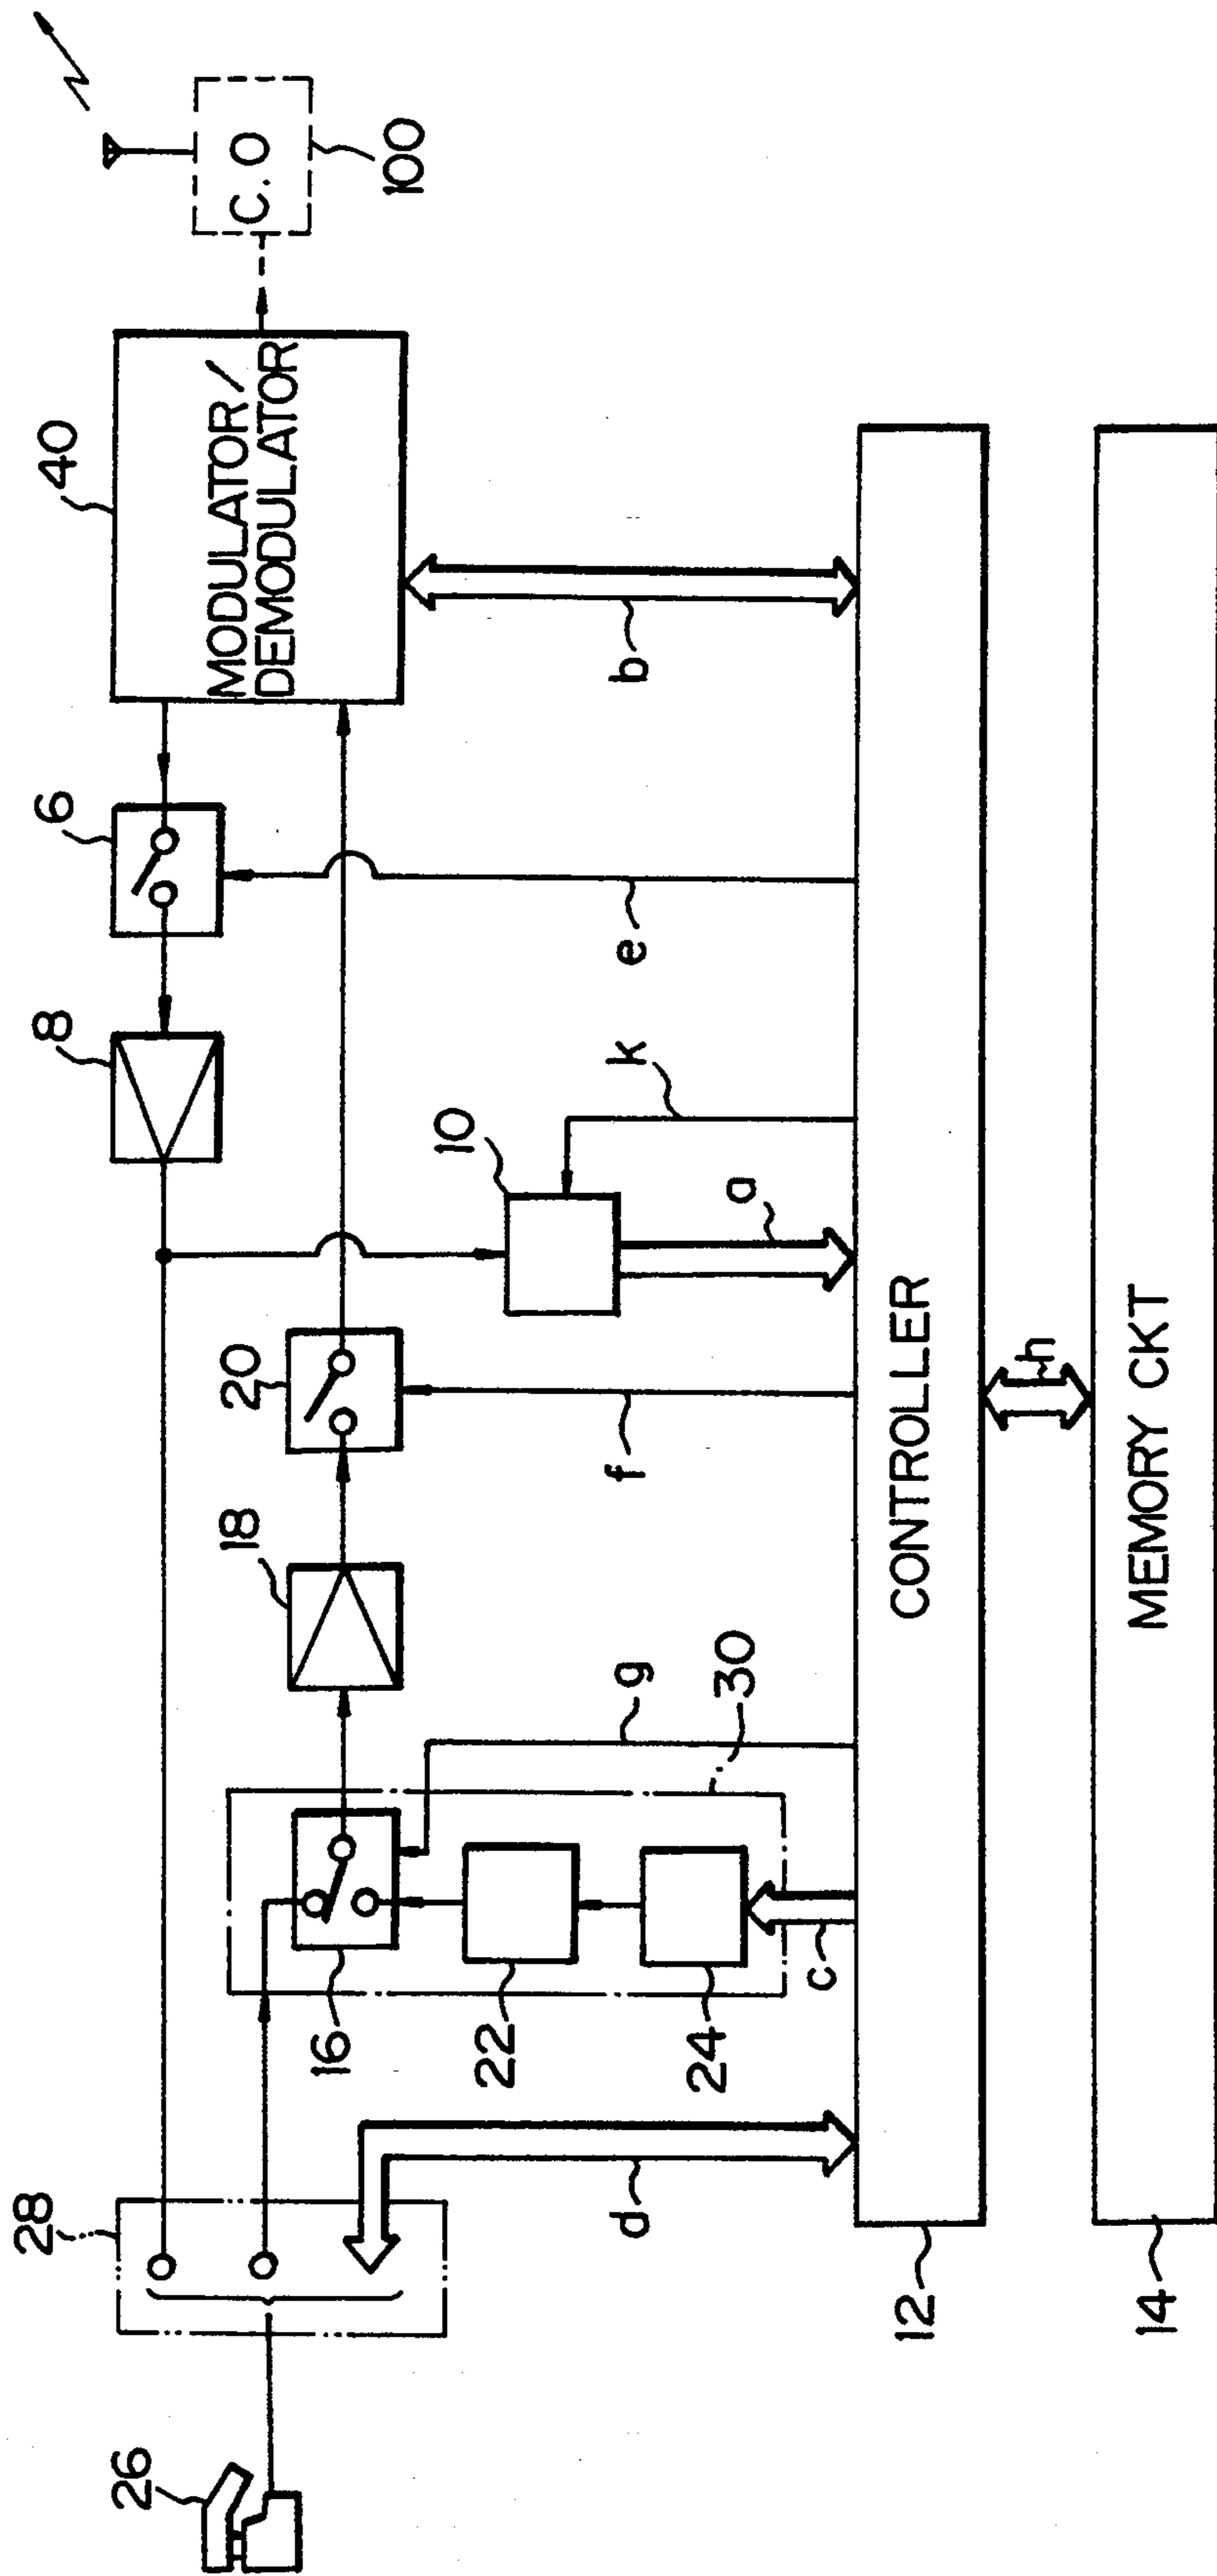 26
28
d
16
22
24
c
30
g
18
20
f
10
a
k
8
6
e
40
MODULATOR/
DEMODULATOR
b
C.O
100
12
CONTROLLER
h
14
MEMORY CKT